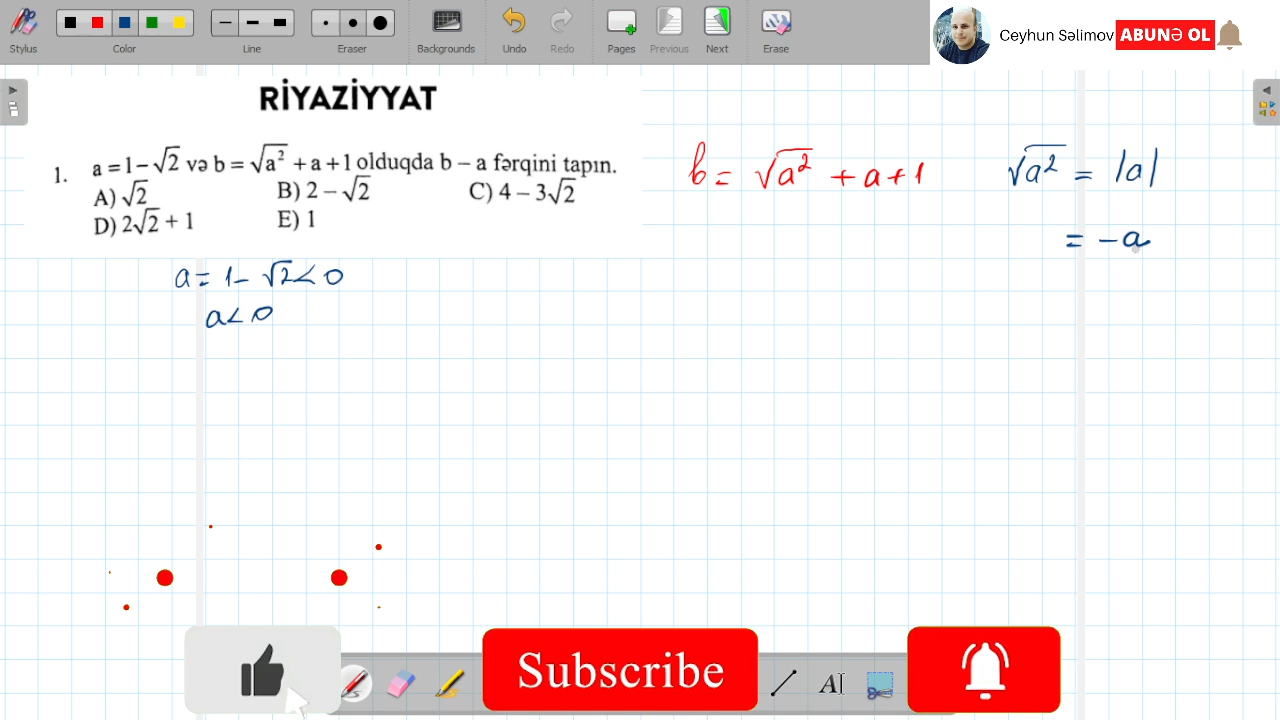 Stylus Color Line Eraser Backgrounds Undo Redo Pages Previous Next Erase
Ceyhun Səlimov ABUNƏ OL
RİYAZİYYAT
1. a = 1 − √2 və b = √a² + a + 1 olduqda b − a fərqini tapın.
A) √2 B) 2 − √2 C) 4 − 3√2
D) 2√2 + 1 E) 1
b = √a² + a + 1
√a² = |a|
= −a
a = 1 − √2 < 0
a < 0
Subscribe